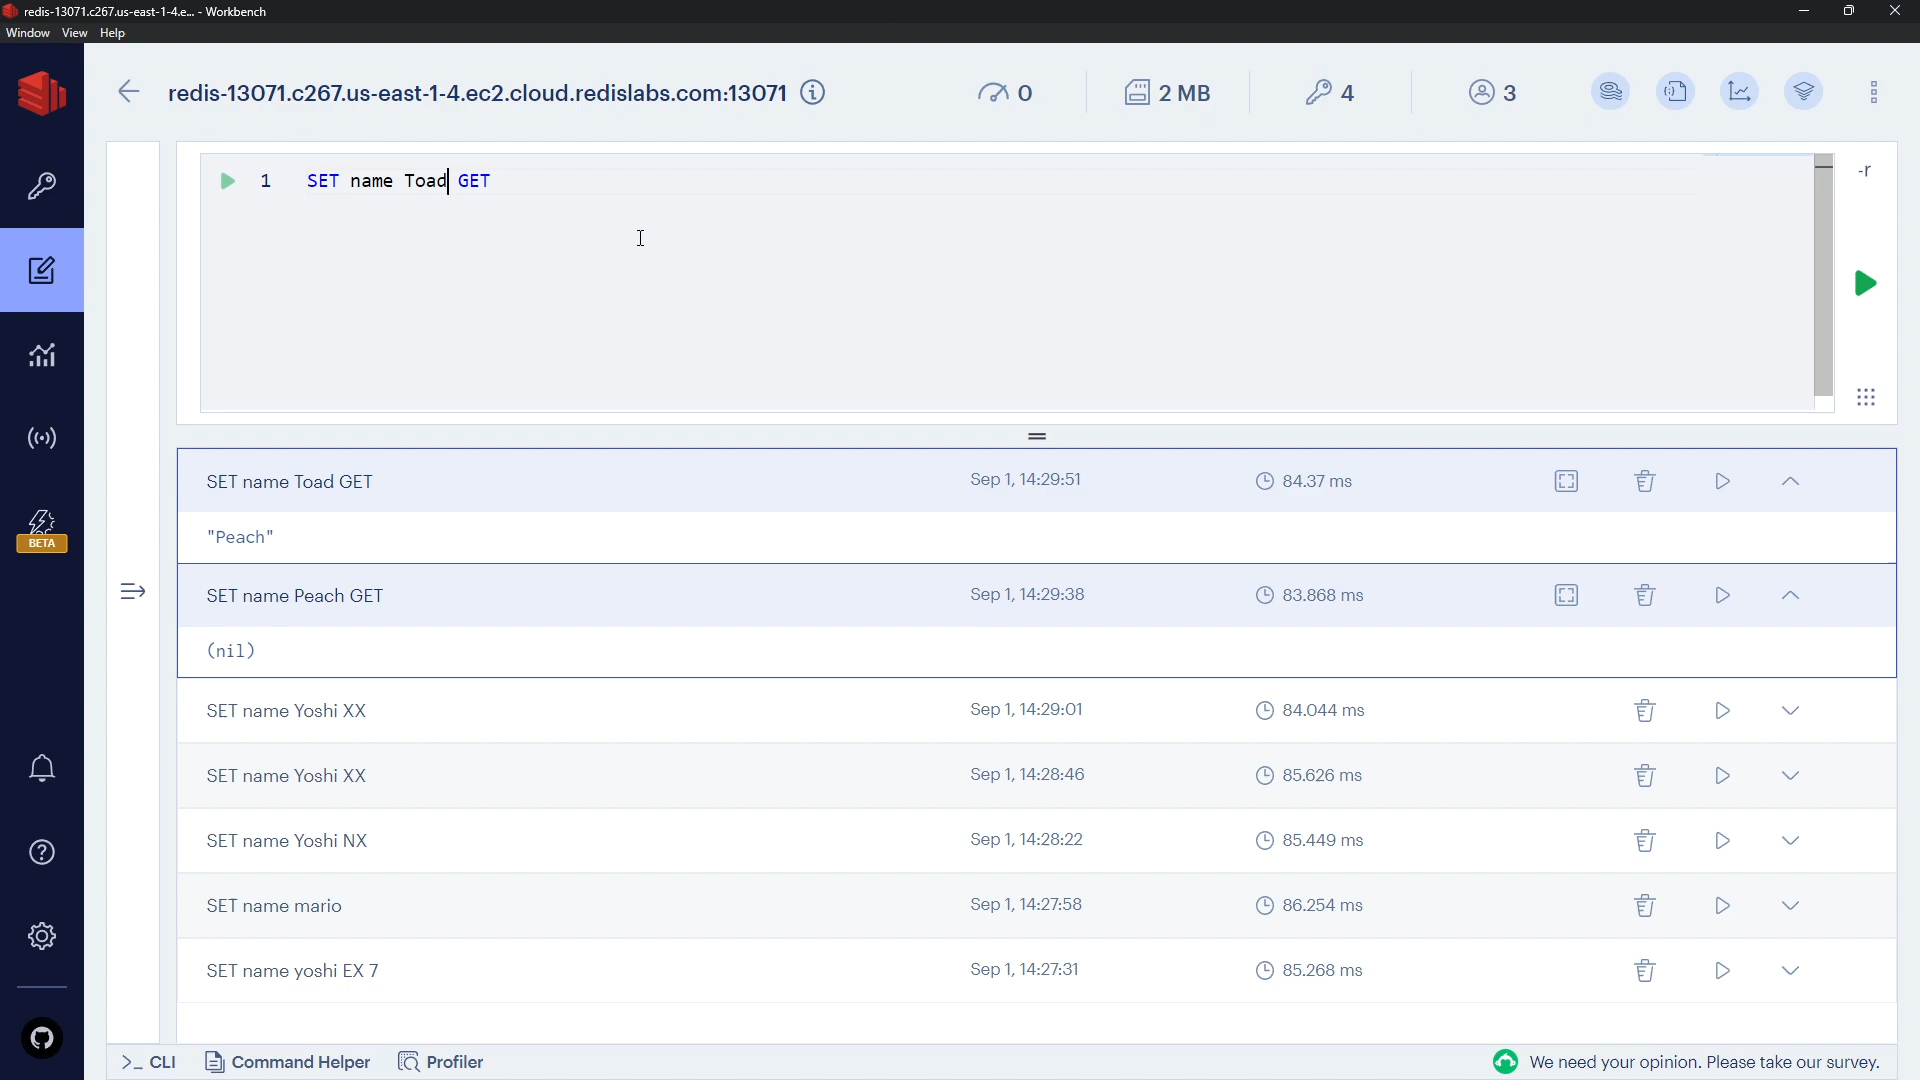 redis-13071.c267.us-east-1-4.e... - Workbench
Window View Help
redis-13071.c267.us-east-1-4.ec2.cloud.redislabs.com:13071 0 2 MB 4 3
1 SET name Toad GET
-r
SET name Toad GET Sep 1, 14:29:51 84.37 ms
"Peach"
SET name Peach GET Sep 1, 14:29:38 83.868 ms
(nil)
SET name Yoshi XX Sep 1, 14:29:01 84.044 ms
SET name Yoshi XX Sep 1, 14:28:46 85.626 ms
SET name Yoshi NX Sep 1, 14:28:22 85.449 ms
SET name mario Sep 1, 14:27:58 86.254 ms
SET name yoshi EX 7 Sep 1, 14:27:31 85.268 ms
BETA
>_ CLI Command Helper Profiler We need your opinion. Please take our survey.